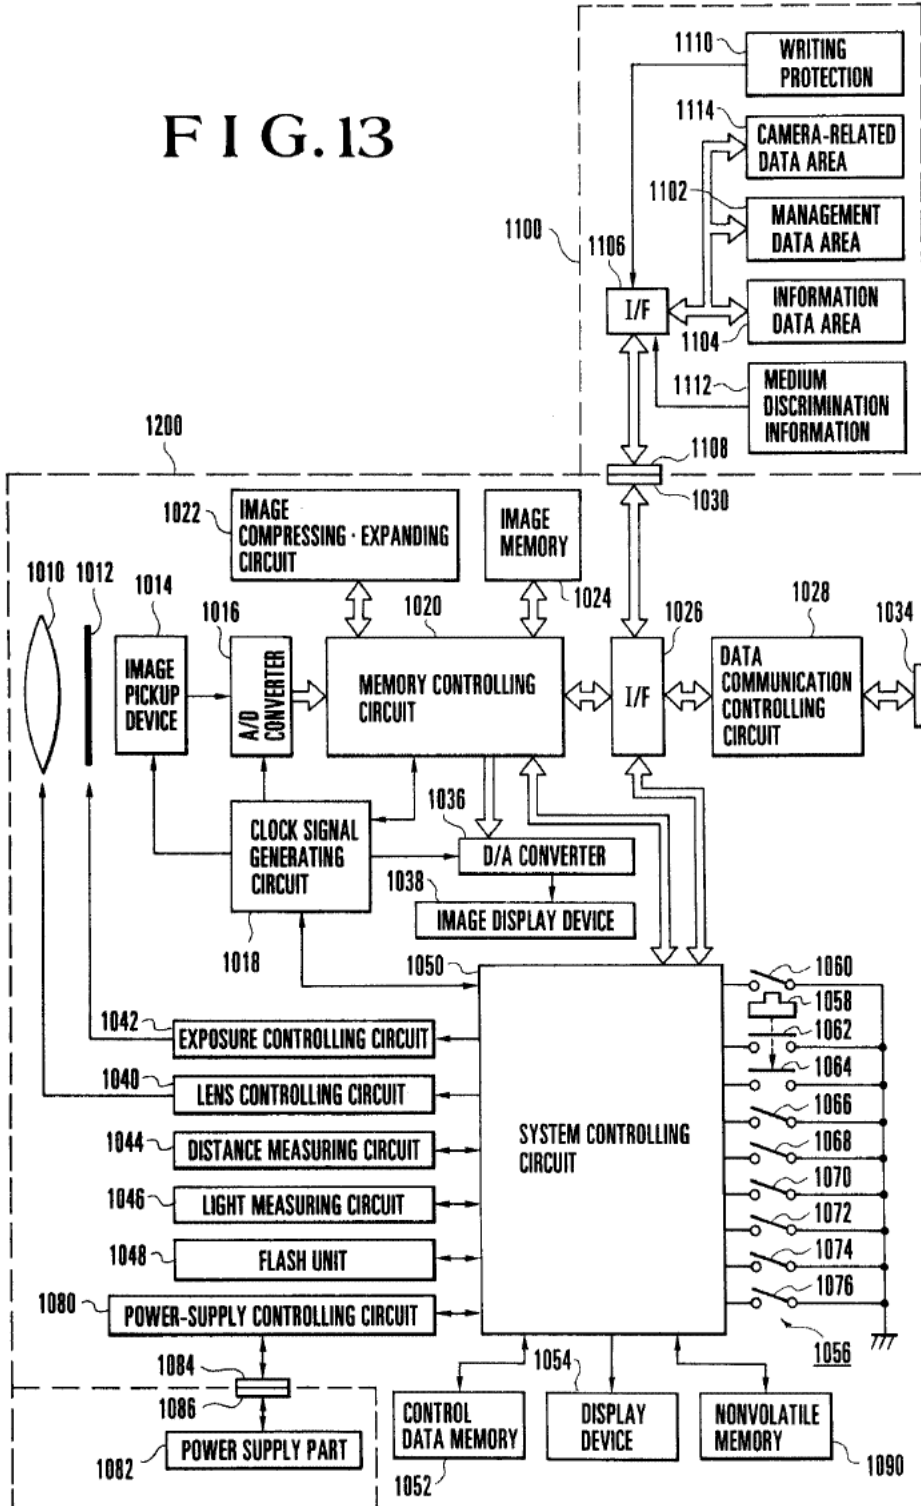 FIG.13
1110
WRITING
PROTECTION
1114
CAMERA-RELATED
DATA AREA
1102
MANAGEMENT
DATA AREA
1100
1106
I/F
INFORMATION
DATA AREA
1104
1112
MEDIUM
DISCRIMINATION
INFORMATION
1200
1108
1030
1022
IMAGE
COMPRESSING·EXPANDING
CIRCUIT
IMAGE
MEMORY
1024
1010
1012
1014
1016
1020
1026
1028
1034
IMAGE
PICKUP
DEVICE
A/D
CONVERTER
MEMORY CONTROLLING
CIRCUIT
I/F
DATA
COMMUNICATION
CONTROLLING
CIRCUIT
CLOCK SIGNAL
GENERATING
CIRCUIT
1018
1036
D/A CONVERTER
1038
IMAGE DISPLAY DEVICE
1050
1060
1058
1042
EXPOSURE CONTROLLING CIRCUIT
1062
1040
LENS CONTROLLING CIRCUIT
1064
1066
SYSTEM CONTROLLING
CIRCUIT
1044
DISTANCE MEASURING CIRCUIT
1068
1070
1046
LIGHT MEASURING CIRCUIT
1072
1048
FLASH UNIT
1074
1076
1080
POWER-SUPPLY CONTROLLING CIRCUIT
1056
1084
1086
1054
1082
POWER SUPPLY PART
CONTROL
DATA MEMORY
1052
DISPLAY
DEVICE
NONVOLATILE
MEMORY
1090